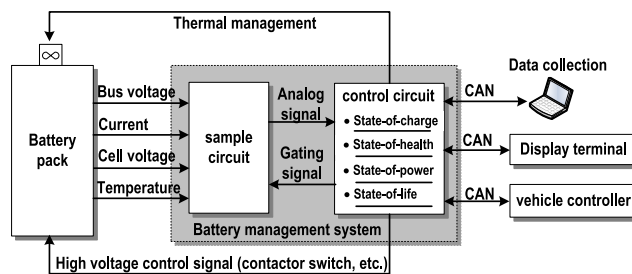 Thermal management
∞
Bus voltage
Current
Cell voltage
Temperature
Battery
pack
sample
circuit
Analog
signal
Gating
signal
control circuit
• State-of-charge
• State-of-health
• State-of-power
• State-of-life
Battery management system
CAN
Data collection
CAN
Display terminal
CAN
vehicle controller
High voltage control signal (contactor switch, etc.)